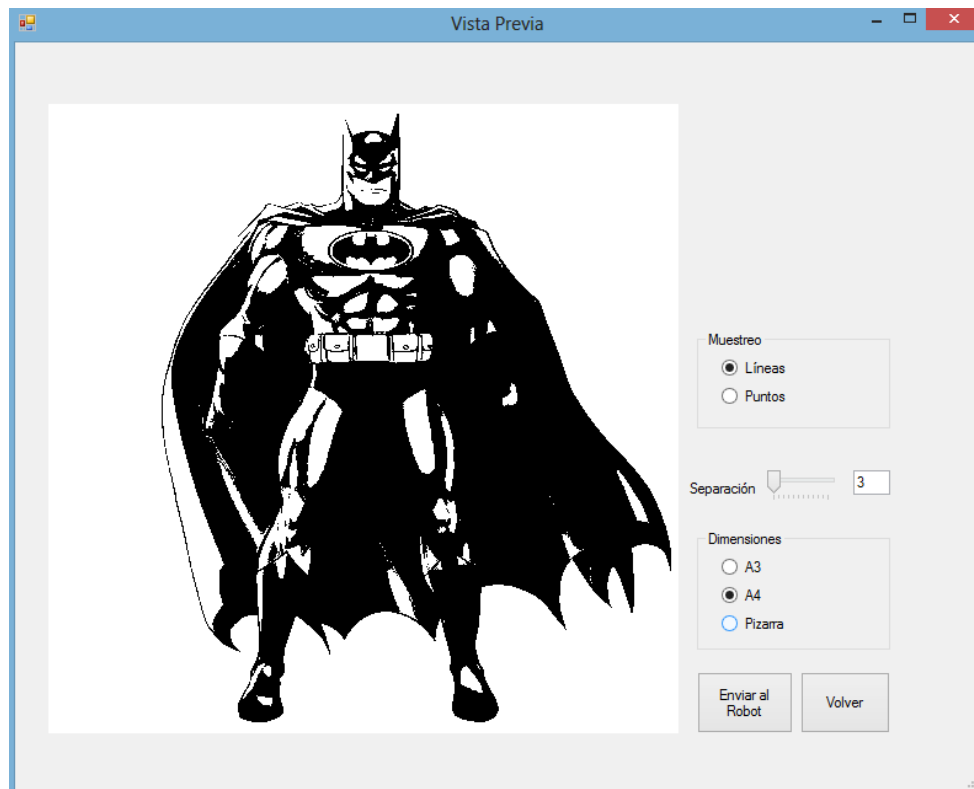 Vista Previa
Muestreo
Líneas
Puntos
Separación
3
Dimensiones
A3
A4
Pizarra
Enviar al
Robot
Volver